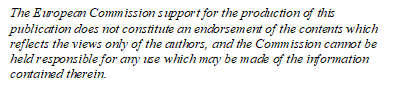 The European Commission support for the production of this
publication does not constitute an endorsement of the contents which
reflects the views only of the authors, and the Commission cannot be
held responsible for any use which may be made of the information
contained therein.